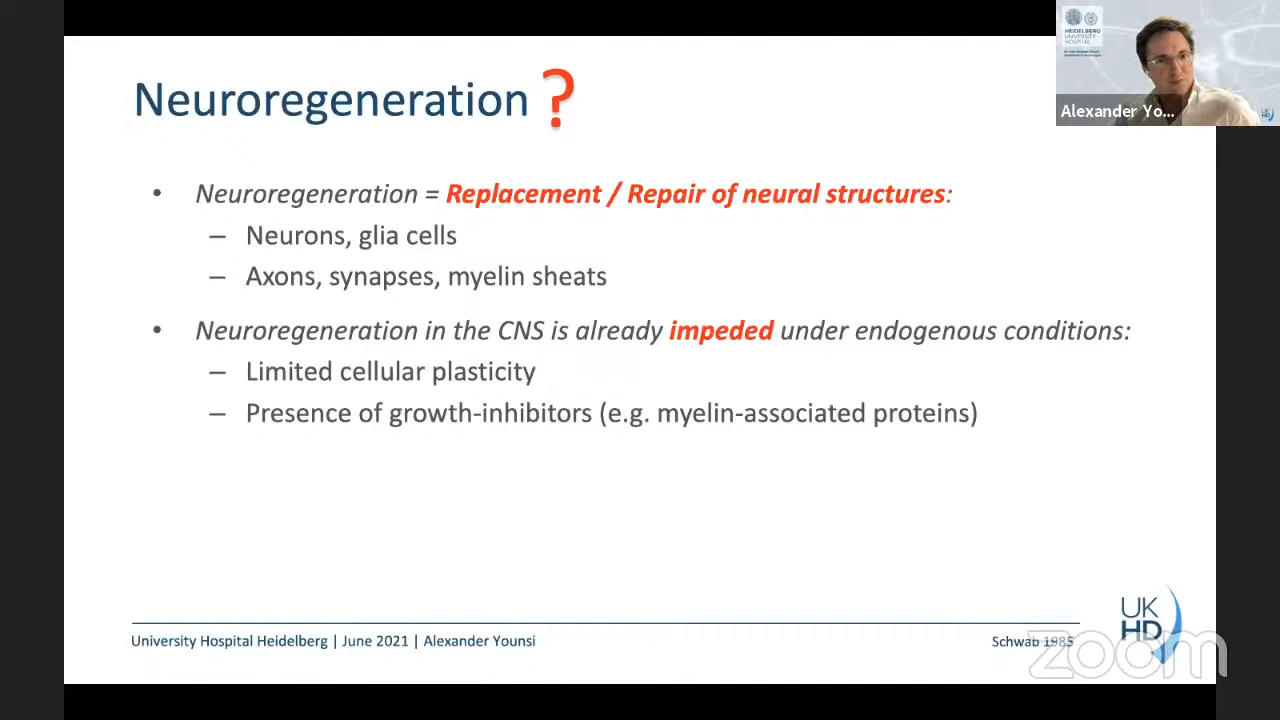 Neuroregeneration ?
HEIDELBERG
UNIVERSITY
HOSPITAL
Alexander Yo...
• Neuroregeneration = Replacement / Repair of neural structures:
– Neurons, glia cells
– Axons, synapses, myelin sheats
• Neuroregeneration in the CNS is already impeded under endogenous conditions:
– Limited cellular plasticity
– Presence of growth-inhibitors (e.g. myelin-associated proteins)
University Hospital Heidelberg | June 2021 | Alexander Younsi
Schwab 1985
UK
HD
zoom